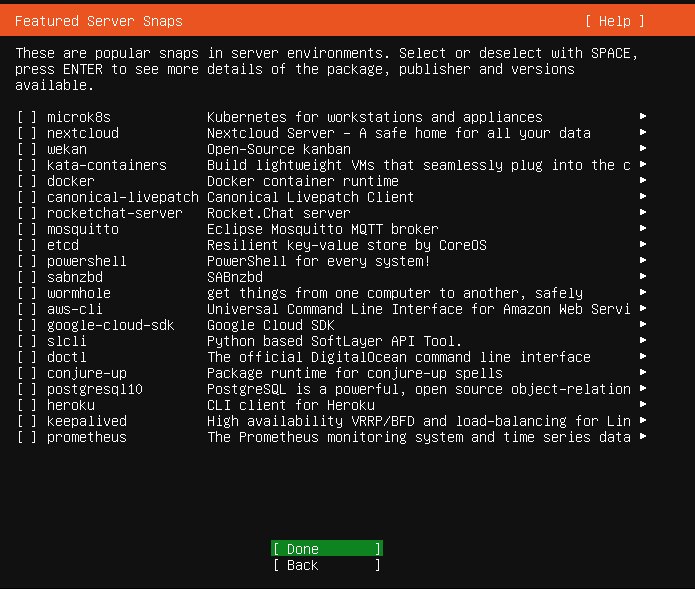 Featured Server Snaps [ Help ]
These are popular snaps in server environments. Select or deselect with SPACE,
press ENTER to see more details of the package, publisher and versions
available.
[ ] microk8s Kubernetes for workstations and appliances ▸
[ ] nextcloud Nextcloud Server - A safe home for all your data ▸
[ ] wekan Open-Source kanban ▸
[ ] kata-containers Build lightweight VMs that seamlessly plug into the c ▸
[ ] docker Docker container runtime ▸
[ ] canonical-livepatch Canonical Livepatch Client ▸
[ ] rocketchat-server Rocket.Chat server ▸
[ ] mosquitto Eclipse Mosquitto MQTT broker ▸
[ ] etcd Resilient key-value store by CoreOS ▸
[ ] powershell PowerShell for every system! ▸
[ ] sabnzbd SABnzbd ▸
[ ] wormhole get things from one computer to another, safely ▸
[ ] aws-cli Universal Command Line Interface for Amazon Web Servi ▸
[ ] google-cloud-sdk Google Cloud SDK ▸
[ ] slcli Python based SoftLayer API Tool. ▸
[ ] doctl The official DigitalOcean command line interface ▸
[ ] conjure-up Package runtime for conjure-up spells ▸
[ ] postgresql10 PostgreSQL is a powerful, open source object-relation ▸
[ ] heroku CLI client for Heroku ▸
[ ] keepalived High availability VRRP/BFD and load-balancing for Lin ▸
[ ] prometheus The Prometheus monitoring system and time series data ▸
[ Done ]
[ Back ]